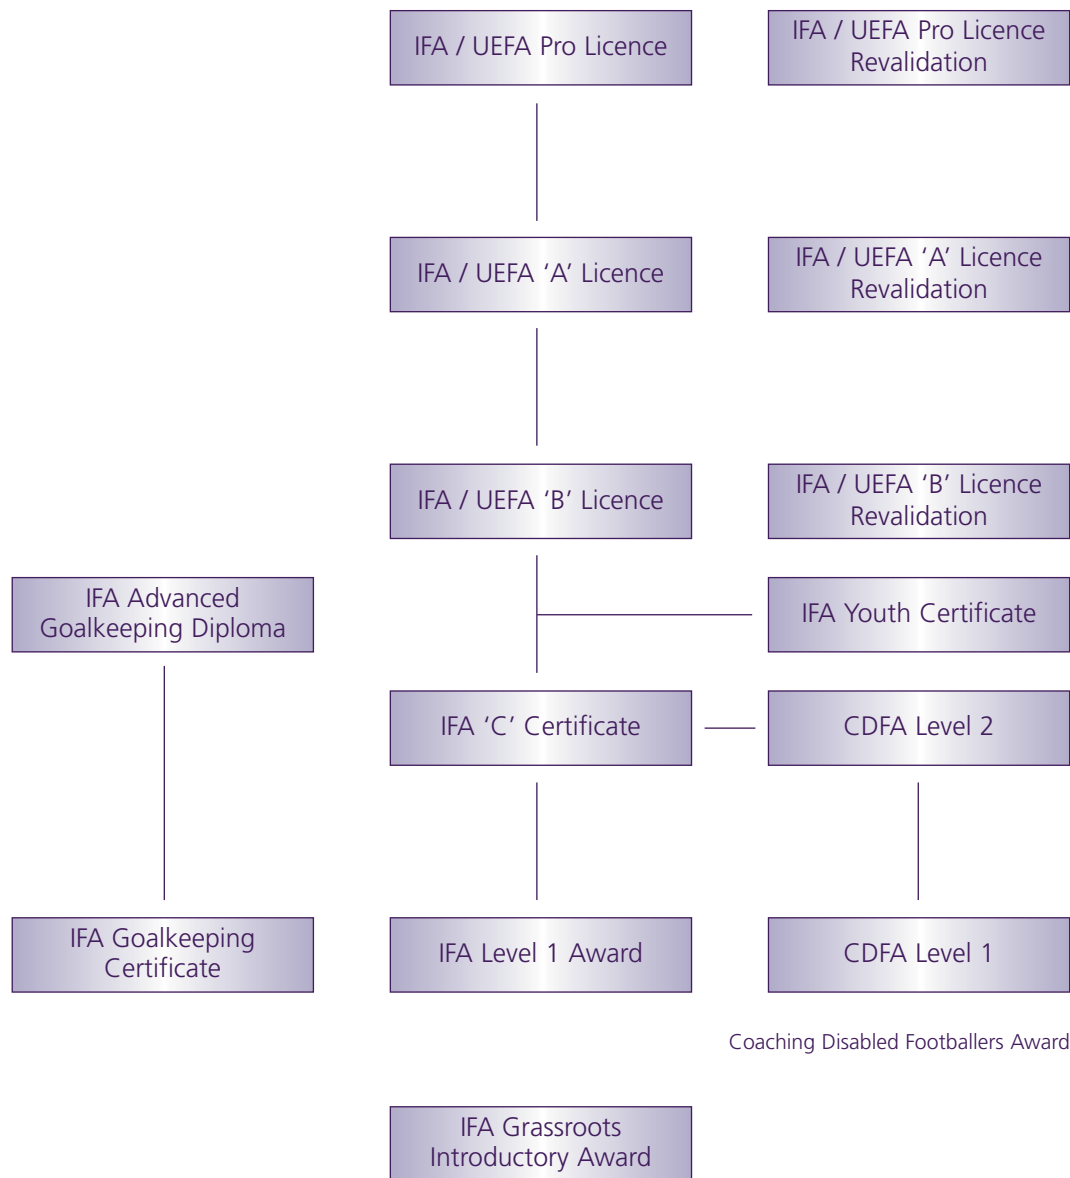 IFA / UEFA Pro Licence
IFA / UEFA Pro Licence
Revalidation
IFA / UEFA ‘A’ Licence
IFA / UEFA ‘A’ Licence
Revalidation
IFA / UEFA ‘B’ Licence
IFA / UEFA ‘B’ Licence
Revalidation
IFA Advanced
Goalkeeping Diploma
IFA Youth Certificate
IFA ‘C’ Certificate
CDFA Level 2
IFA Goalkeeping
Certificate
IFA Level 1 Award
CDFA Level 1
Coaching Disabled Footballers Award
IFA Grassroots
Introductory Award